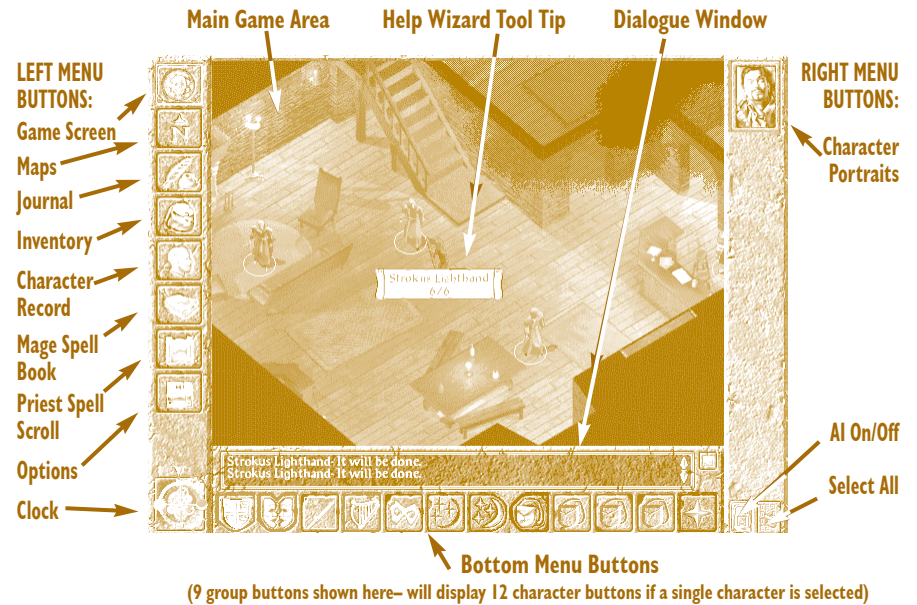 Main Game Area
Help Wizard Tool Tip
Dialogue Window
LEFT MENU
BUTTONS:
Game Screen
Maps
Journal
Inventory
Character
Record
Mage Spell
Book
Priest Spell
Scroll
Options
Clock
RIGHT MENU
BUTTONS:
Character
Portraits
AI On/Off
Select All
N
Strokus Lighthand
6/6
Strokus Lighthand- It will be done.
Strokus Lighthand- It will be done.
Bottom Menu Buttons
(9 group buttons shown here– will display 12 character buttons if a single character is selected)